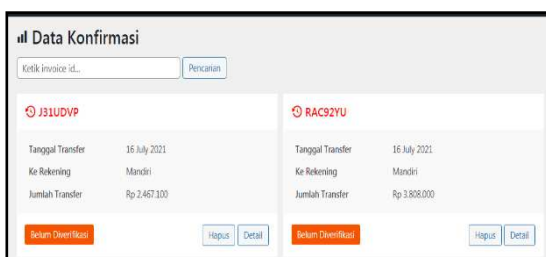 Data Konfirmasi
Ketik invoice id...
Pencarian
J31UDVP
Tanggal Transfer 16 July 2021
Ke Rekening Mandiri
Jumlah Transfer Rp 2.467.100
Belum Diverifikasi Hapus Detail
RAC92YU
Tanggal Transfer 16 July 2021
Ke Rekening Mandiri
Jumlah Transfer Rp 3.808.000
Belum Diverifikasi Hapus Detail